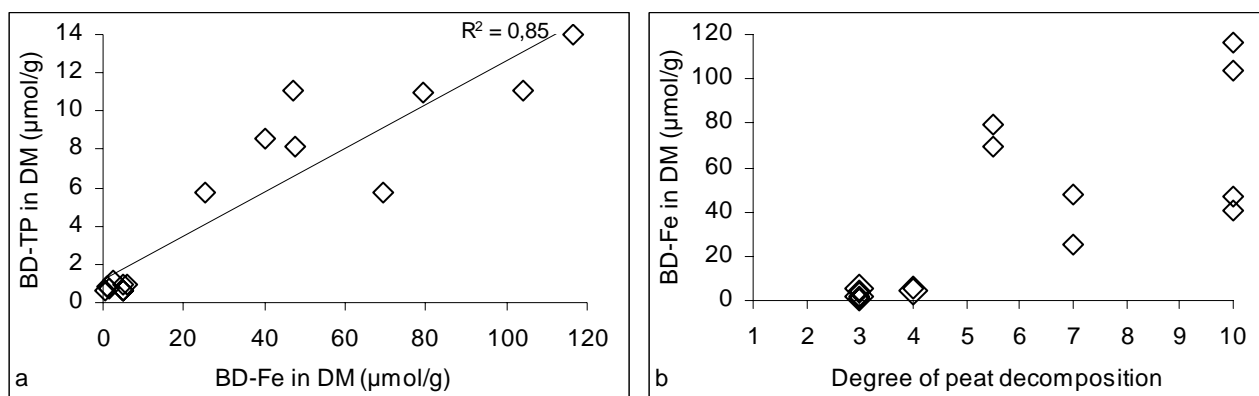 R² = 0,85
14
12
10
8
6
4
2
0
BD-TP in DM (µmol/g)
0 20 40 60 80 100 120
BD-Fe in DM (µmol/g)
a
120
100
80
60
40
20
0
BD-Fe in DM (µmol/g)
1 2 3 4 5 6 7 8 9 10
Degree of peat decomposition
b